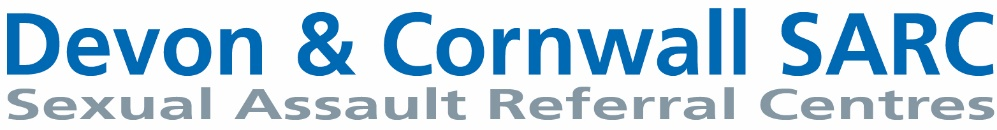 Devon & Cornwall SARC
Sexual Assault Referral Centres